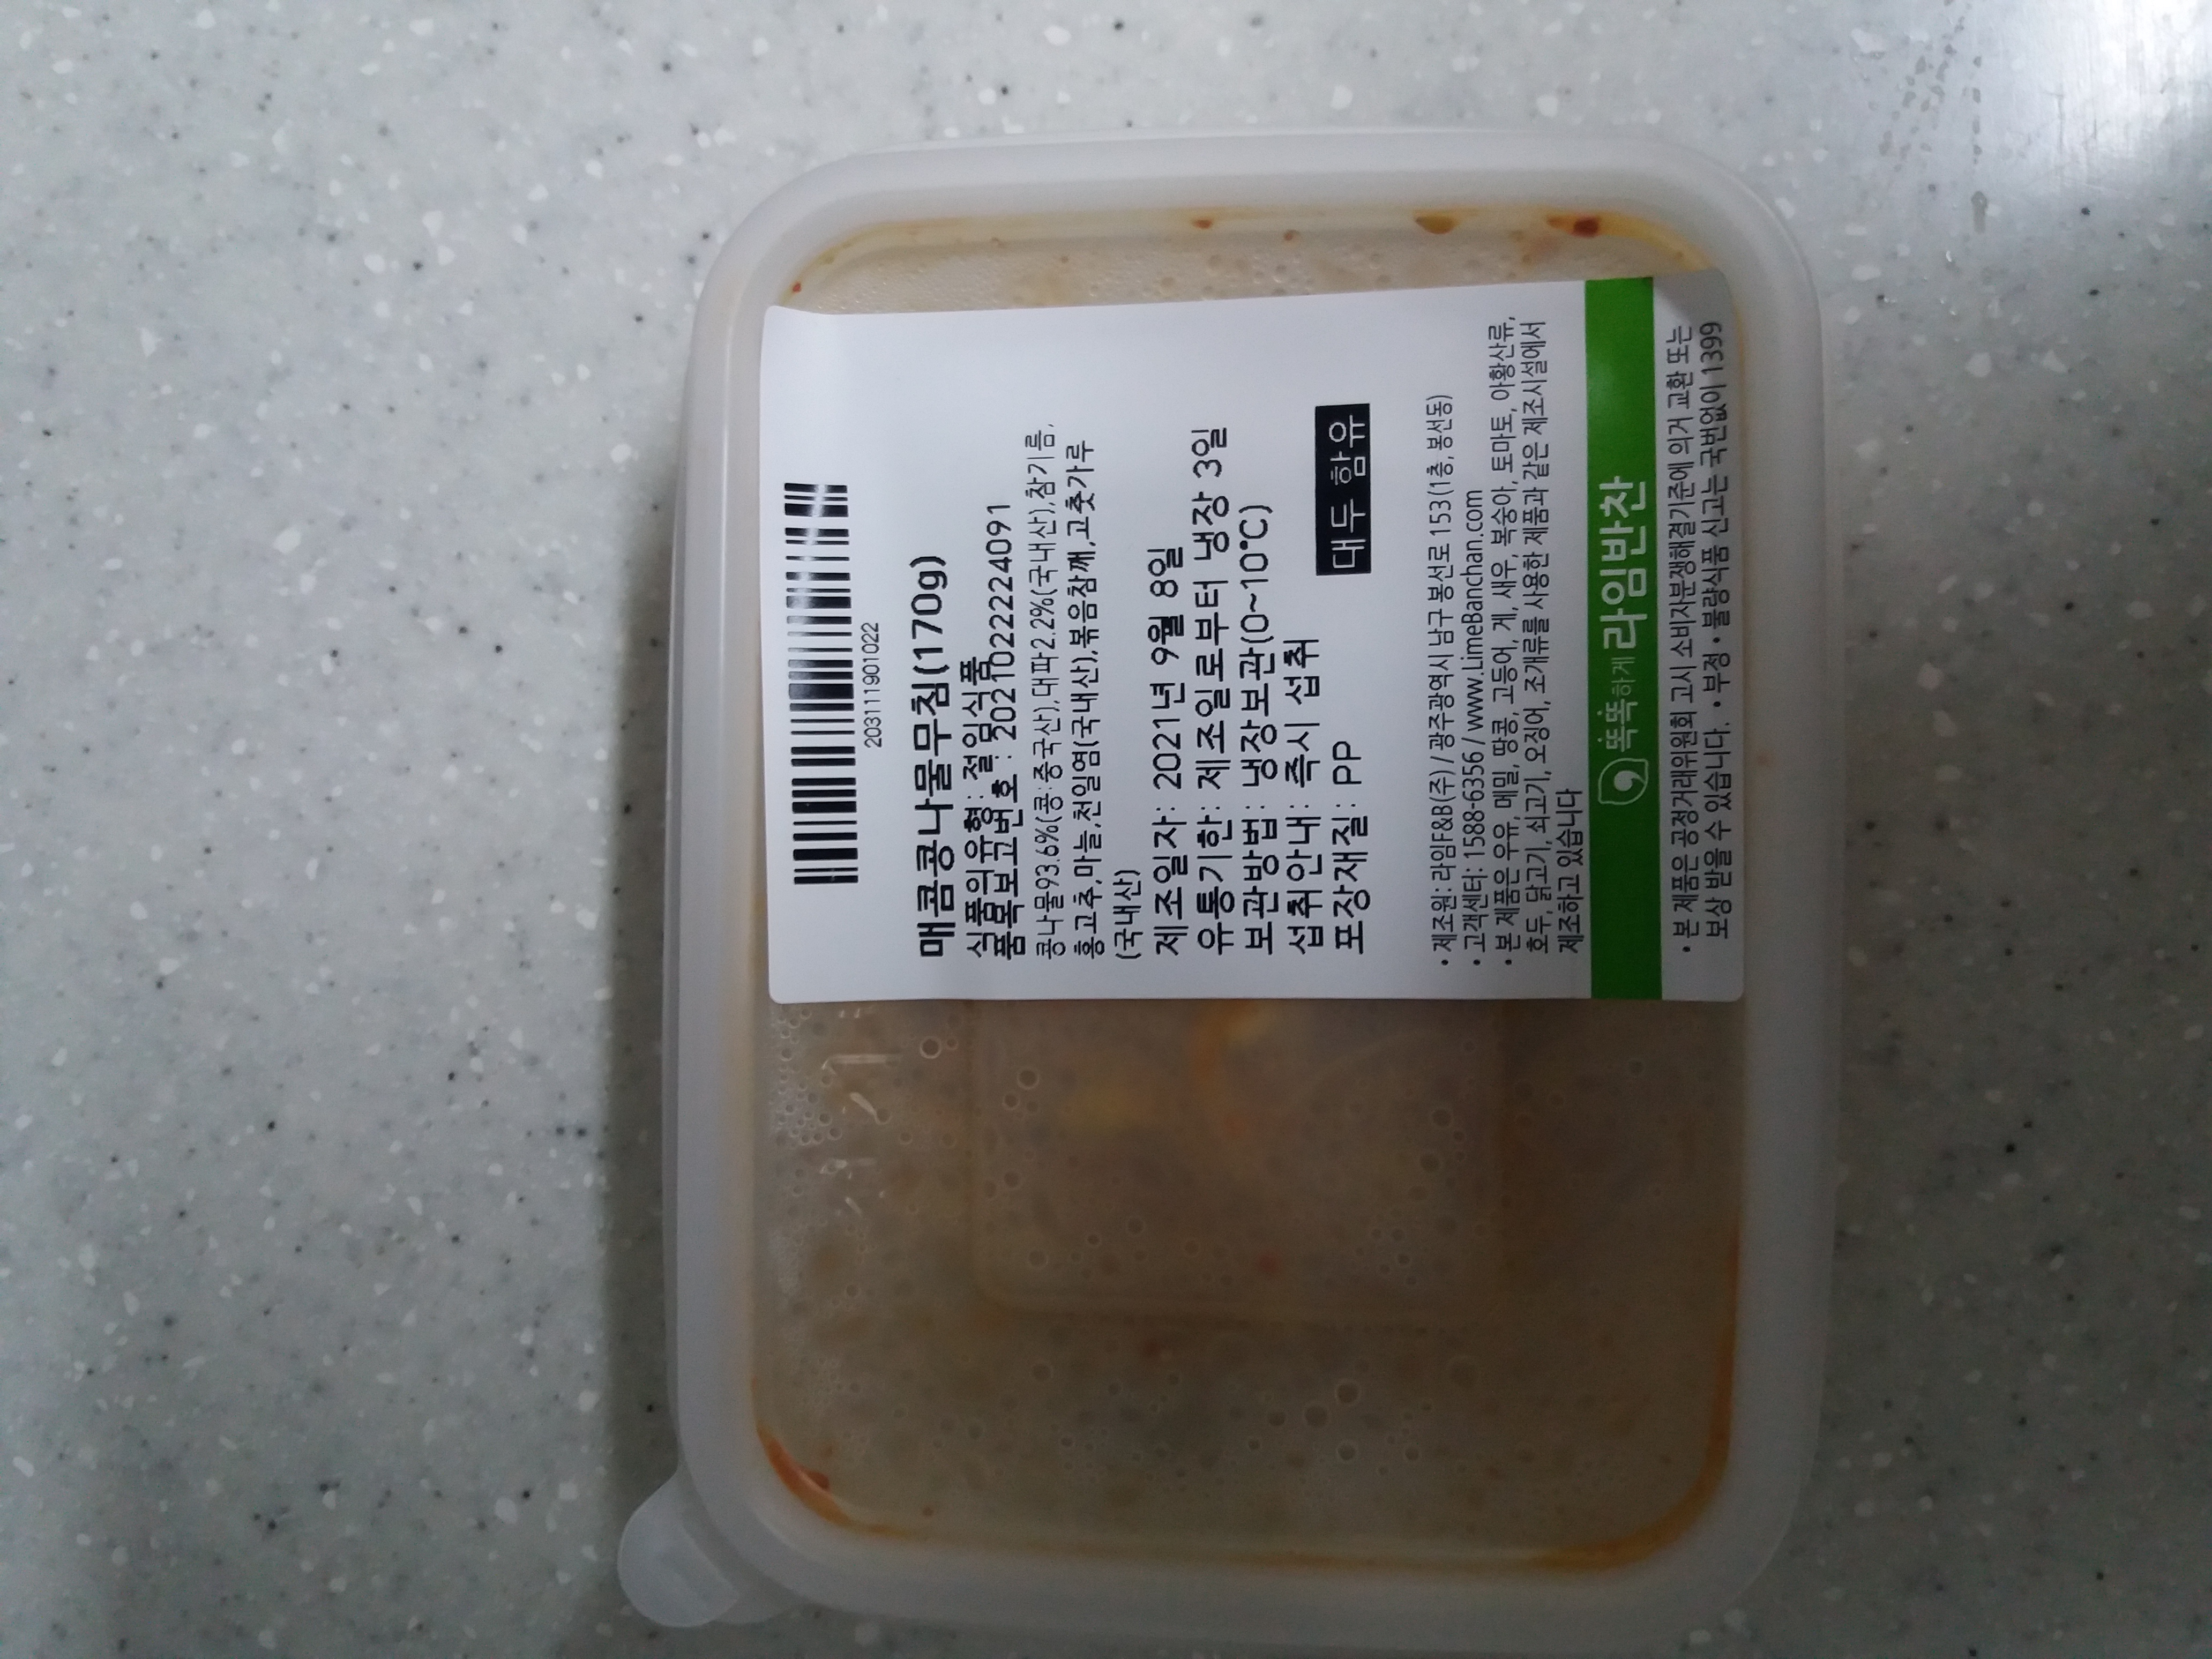 2031111901022
매콤콩나물무침(170g)
식품의유형: 절임식품
품목보고번호 : 2021022224091
콩나물93.6%(콩:중국산),대파2.2%(국내산),참기름,
홍고추,마늘,천일염(국내산),볶음참깨,고춧가루
(국내산)
제조일자 : 2021년 9월 8일
유통기한 : 제조일로부터 냉장 3일
보관방법 : 냉장보관(0~10℃)
섭취안내 : 즉시 섭취
포장재질 : PP
대두 함유
• 제조원: 라임F&B(주) / 광주광역시 남구 봉선로 153(1층, 봉선동)
• 고객센터: 1588-6356 / www.LimeBanchan.com
• 본 제품은 우유, 메밀, 땅콩, 고등어, 게, 새우, 복숭아, 토마토, 아황산류,
호두, 닭고기, 쇠고기, 오징어, 조개류를 사용한 제품과 같은 제조시설에서
제조하고 있습니다
똑똑하게 라임반찬
• 본 제품은 공정거래위원회 고시 소비자분쟁해결기준에 의거 교환 또는
보상 받을 수 있습니다. • 부정 • 불량식품 신고는 국번없이 1399